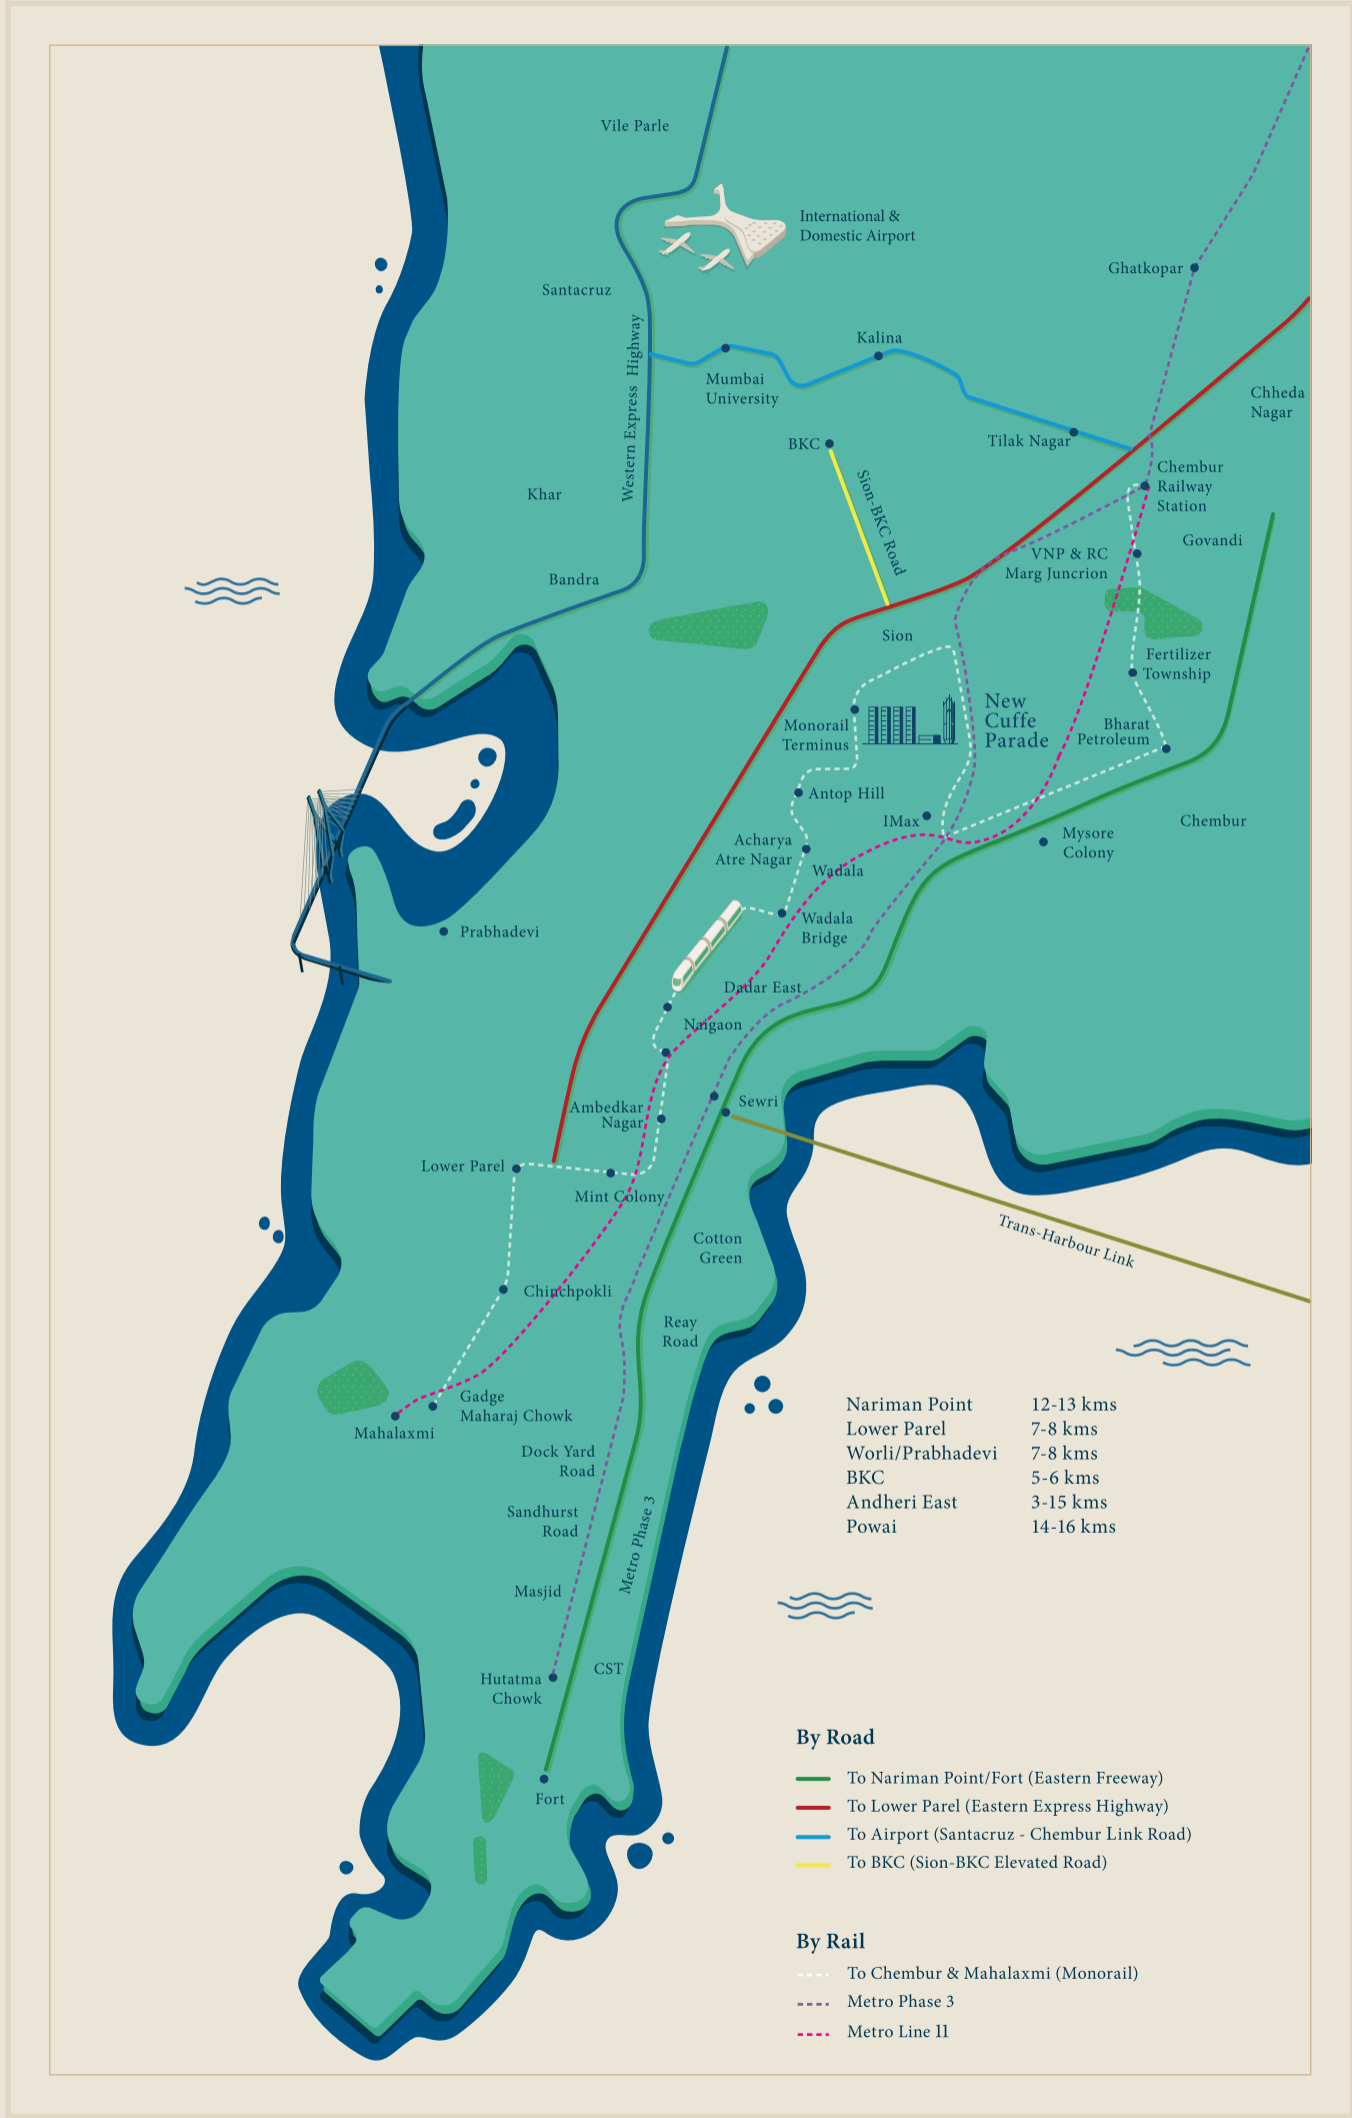 Vile Parle
International &
Domestic Airport
Ghatkopar
Santacruz
Western Express Highway
Kalina
Mumbai
University
Chheda
Nagar
BKC
Tilak Nagar
Sion-BKC Road
Chembur
Railway
Station
Khar
Govandi
VNP & RC
Marg Juncrion
Bandra
Sion
Fertilizer
Township
New
Cuffe
Parade
Monorail
Terminus
Bharat
Petroleum
Antop Hill
IMax
Chembur
Mysore
Colony
Acharya
Atre Nagar
Wadala
Wadala
Bridge
Prabhadevi
Dadar East
Naigaon
Sewri
Ambedkar
Nagar
Lower Parel
Mint Colony
Trans-Harbour Link
Cotton
Green
Chinchpokli
Reay
Road
Gadge
Maharaj Chowk
Mahalaxmi
Nariman Point 12-13 kms
Lower Parel 7-8 kms
Worli/Prabhadevi 7-8 kms
BKC 5-6 kms
Andheri East 3-15 kms
Powai 14-16 kms
Dock Yard
Road
Sandhurst
Road
Metro Phase 3
Masjid
CST
Hutatma
Chowk
Fort
By Road
To Nariman Point/Fort (Eastern Freeway)
To Lower Parel (Eastern Express Highway)
To Airport (Santacruz - Chembur Link Road)
To BKC (Sion-BKC Elevated Road)
By Rail
To Chembur & Mahalaxmi (Monorail)
Metro Phase 3
Metro Line 11